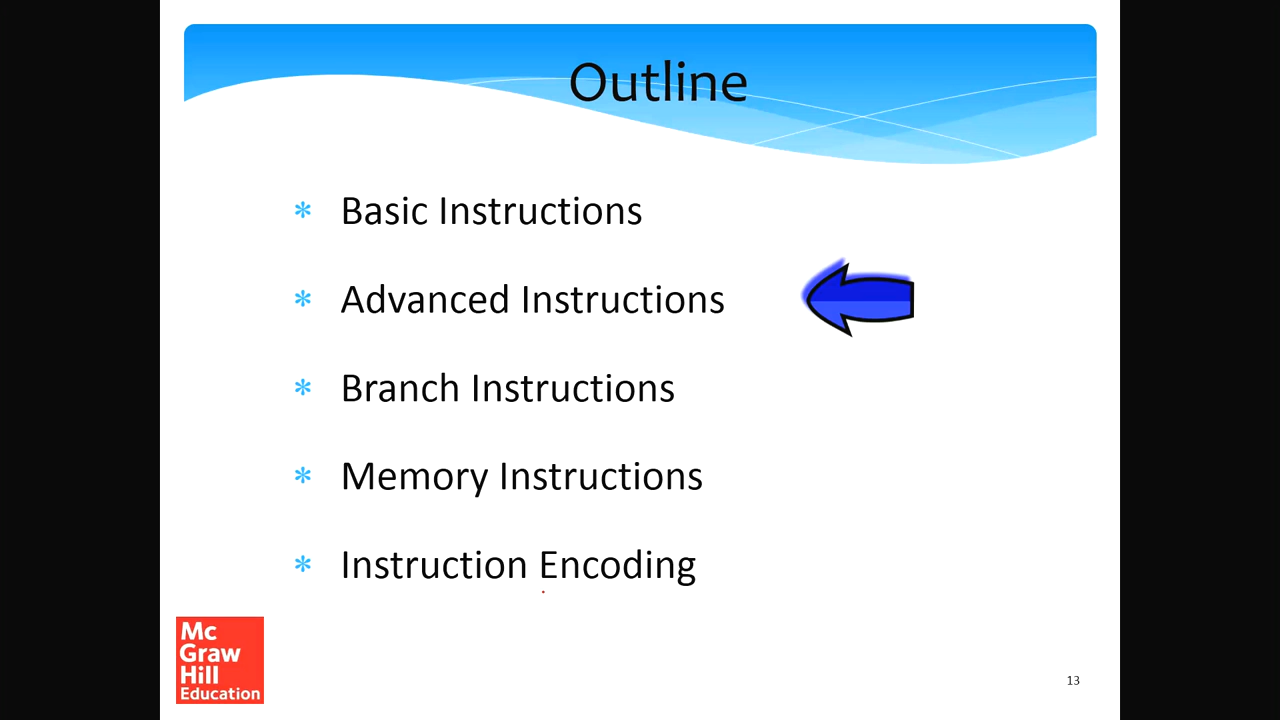 Outline
* Basic Instructions
* Advanced Instructions
* Branch Instructions
* Memory Instructions
* Instruction Encoding
Mc
Graw
Hill
Education
13